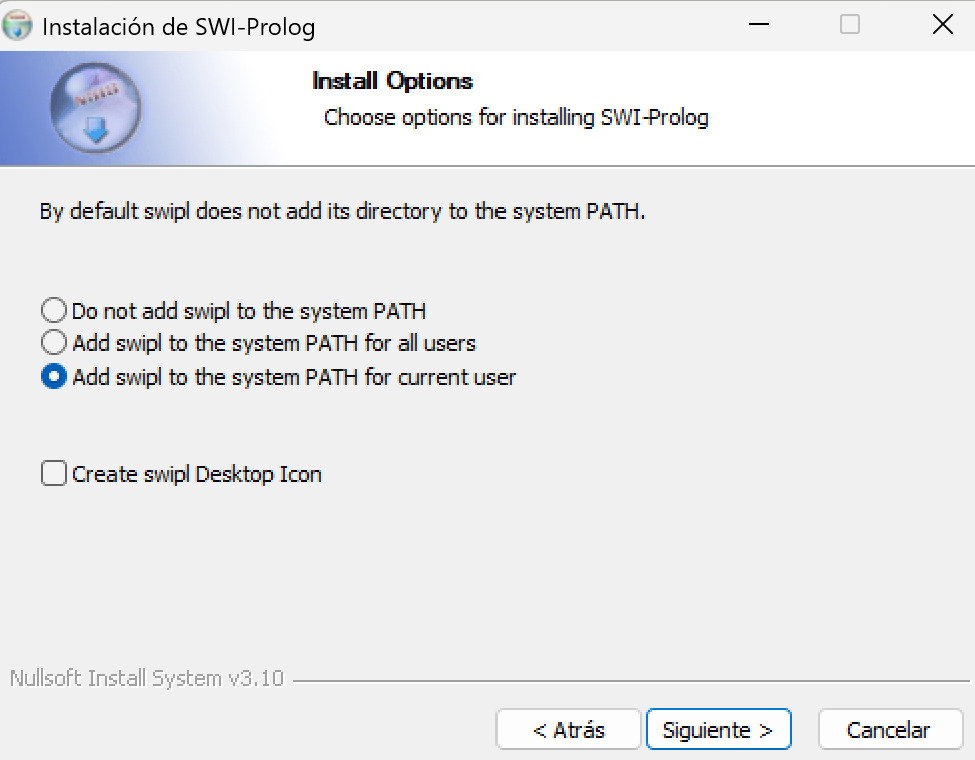 Instalación de SWI-Prolog
Install Options
Choose options for installing SWI-Prolog
By default swipl does not add its directory to the system PATH.
Do not add swipl to the system PATH
Add swipl to the system PATH for all users
Add swipl to the system PATH for current user
Create swipl Desktop Icon
Nullsoft Install System v3.10
< Atrás
Siguiente >
Cancelar